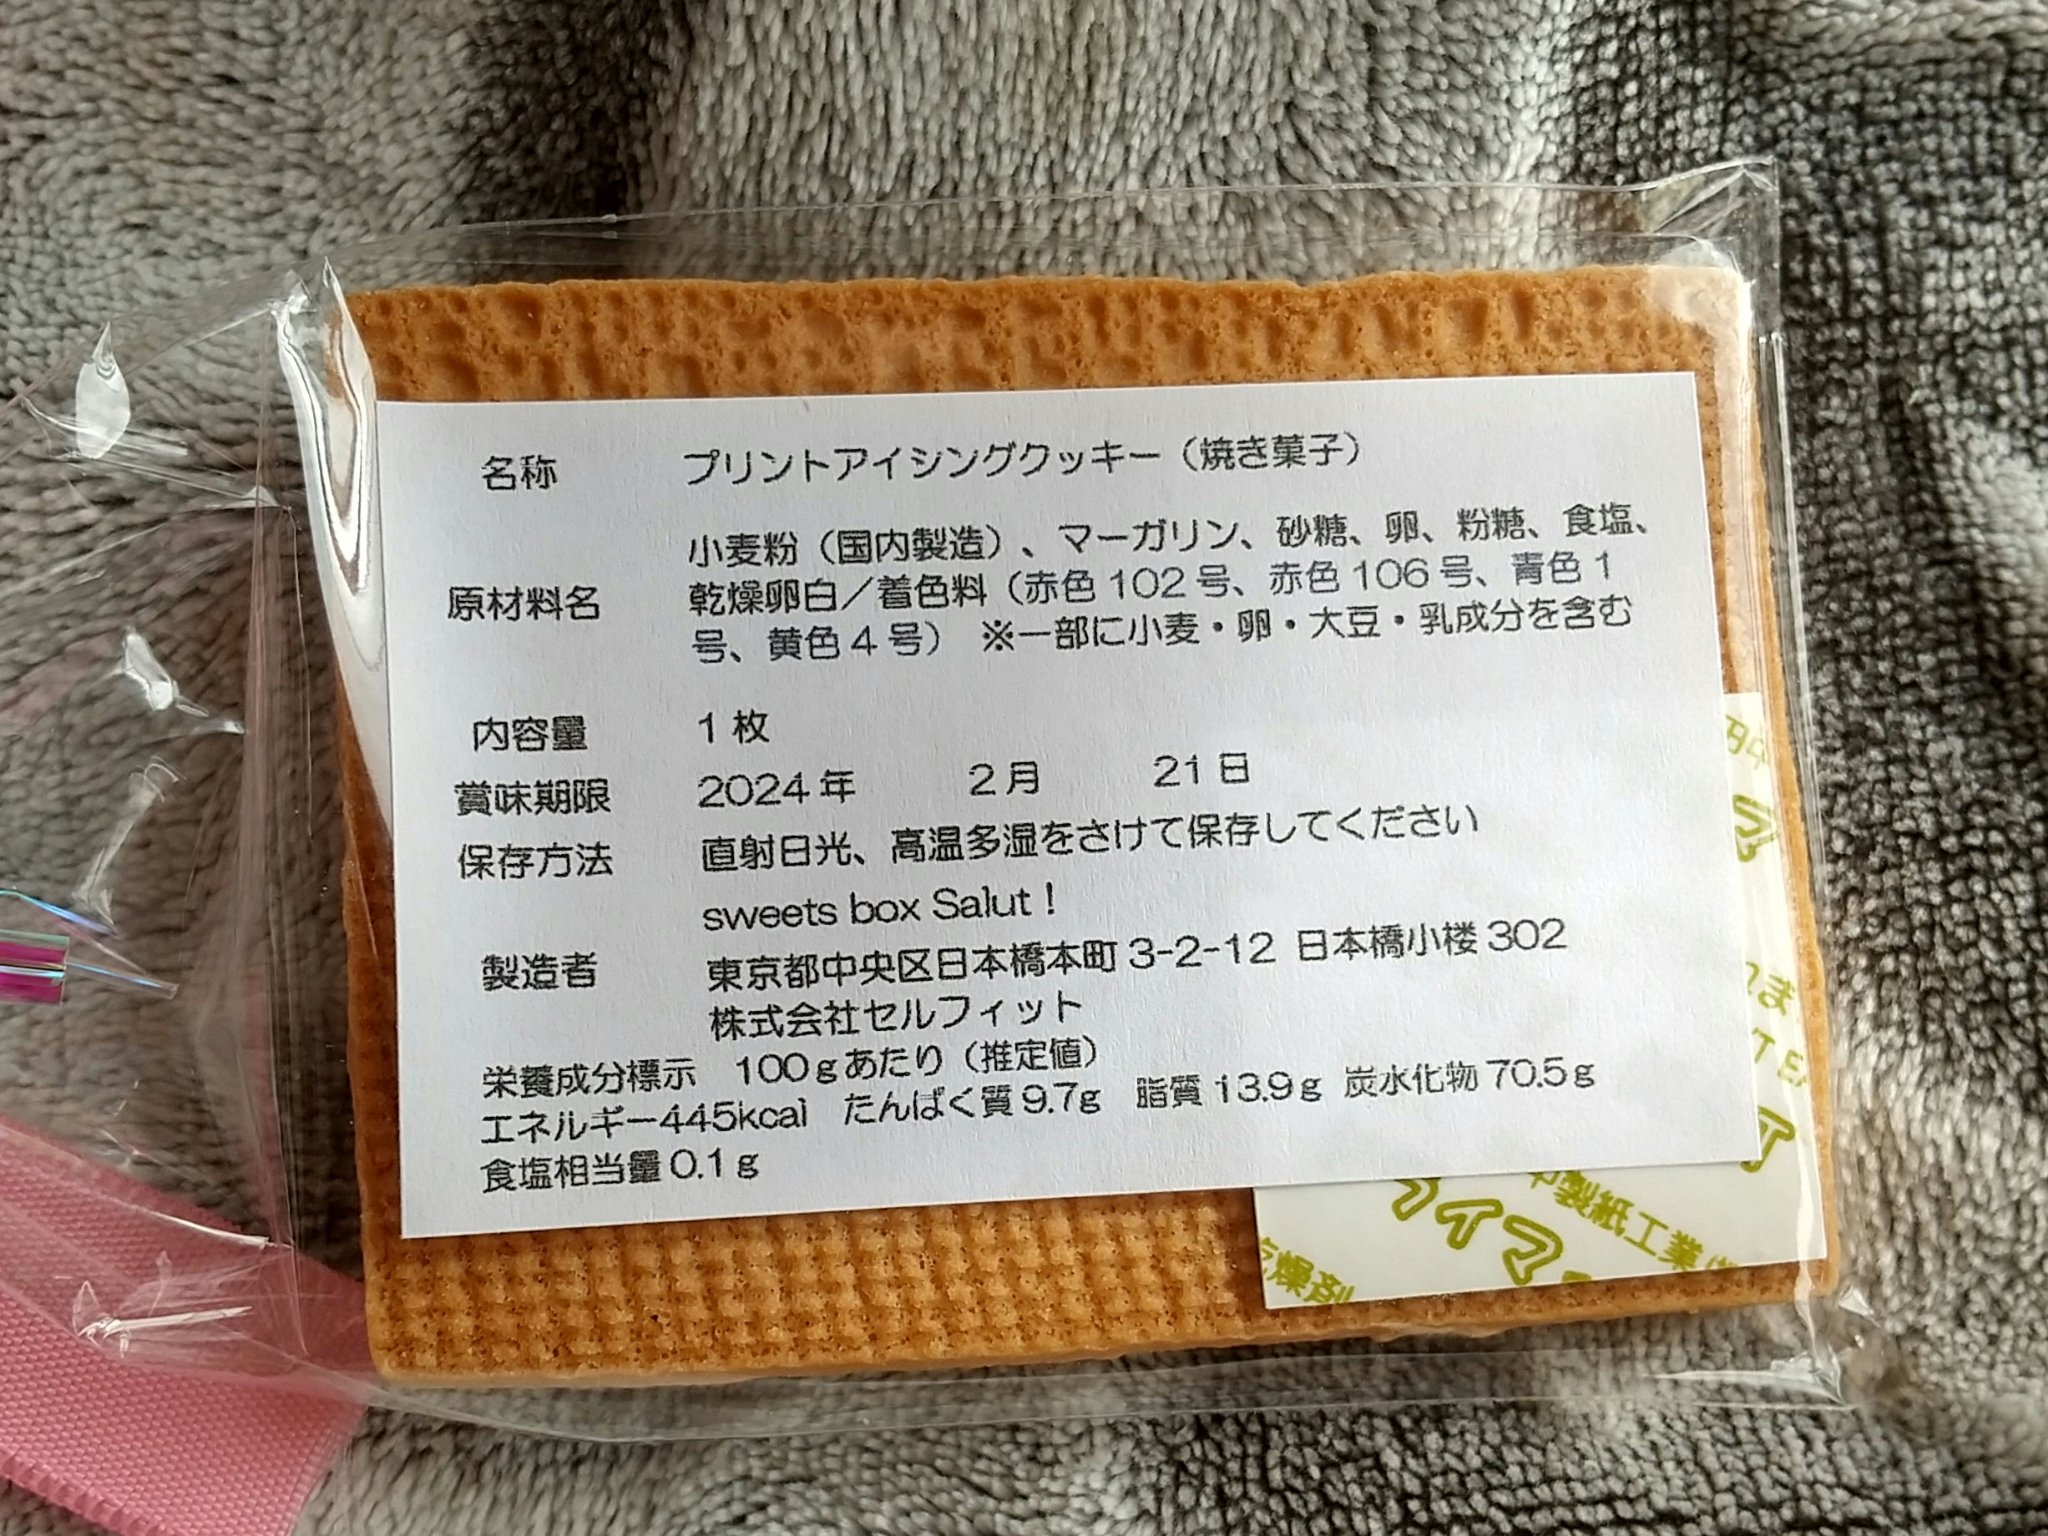 名称 プリントアイシングクッキー（焼き菓子）
小麦粉（国内製造）、マーガリン、砂糖、卵、粉糖、食塩、
原材料名 乾燥卵白／着色料（赤色102号、赤色106号、青色1
号、黄色4号） ※一部に小麦・卵・大豆・乳成分を含む
内容量 1枚
賞味期限 2024年 2月 21日
保存方法 直射日光、高温多湿をさけて保存してください
sweets box Salut！
製造者 東京都中央区日本橋本町3-2-12 日本橋小楼302
株式会社セルフィット
栄養成分標示 100gあたり（推定値）
エネルギー445kcal たんぱく質9.7g 脂質13.9g 炭水化物70.5g
食塩相当量0.1g
製紙工業
ライマ
乾燥剤